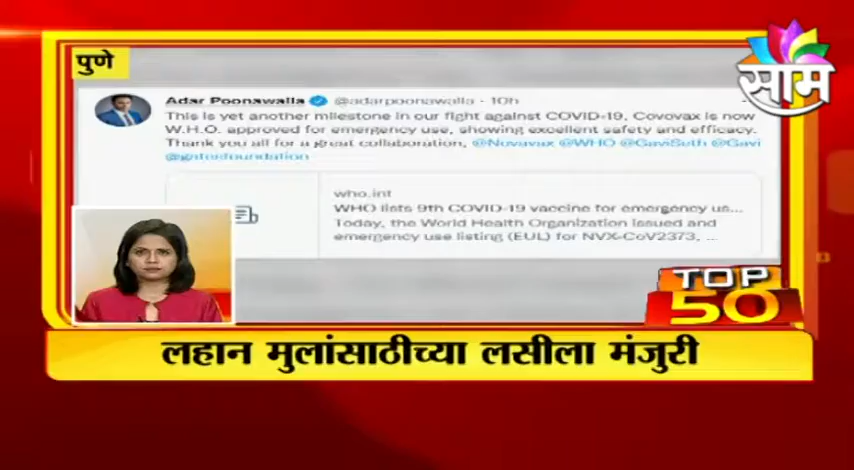 पुणे
साम
Adar Poonawalla @adarpoonawalla · 10h
This is yet another milestone in our fight against COVID-19, Covovax is now
W.H.O. approved for emergency use, showing excellent safety and efficacy.
Thank you all for a great collaboration, @Novavax @WHO @GaviSeth @Gavi
@gatesfoundation
who.int
WHO lists 9th COVID-19 vaccine for emergency us...
Today, the World Health Organization issued and
emergency use listing (EUL) for NVX-CoV2373, ...
TOP
50
लहान मुलांसाठीच्या लसीला मंजुरी